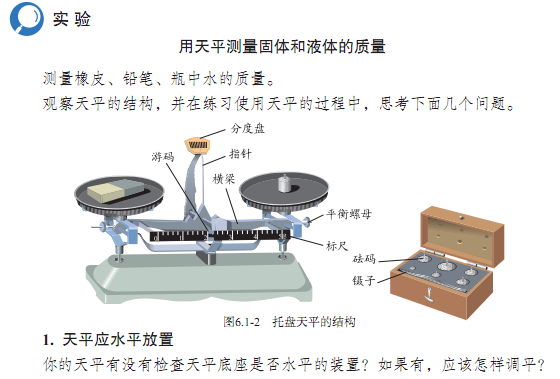 实验
用天平测量固体和液体的质量
测量橡皮、铅笔、瓶中水的质量。
观察天平的结构，并在练习使用天平的过程中，思考下面几个问题。
分度盘
游码
指针
横梁
平衡螺母
标尺
砝码
镊子
图6.1-2 托盘天平的结构
1. 天平应水平放置
你的天平有没有检查天平底座是否水平的装置？如果有，应该怎样调平？